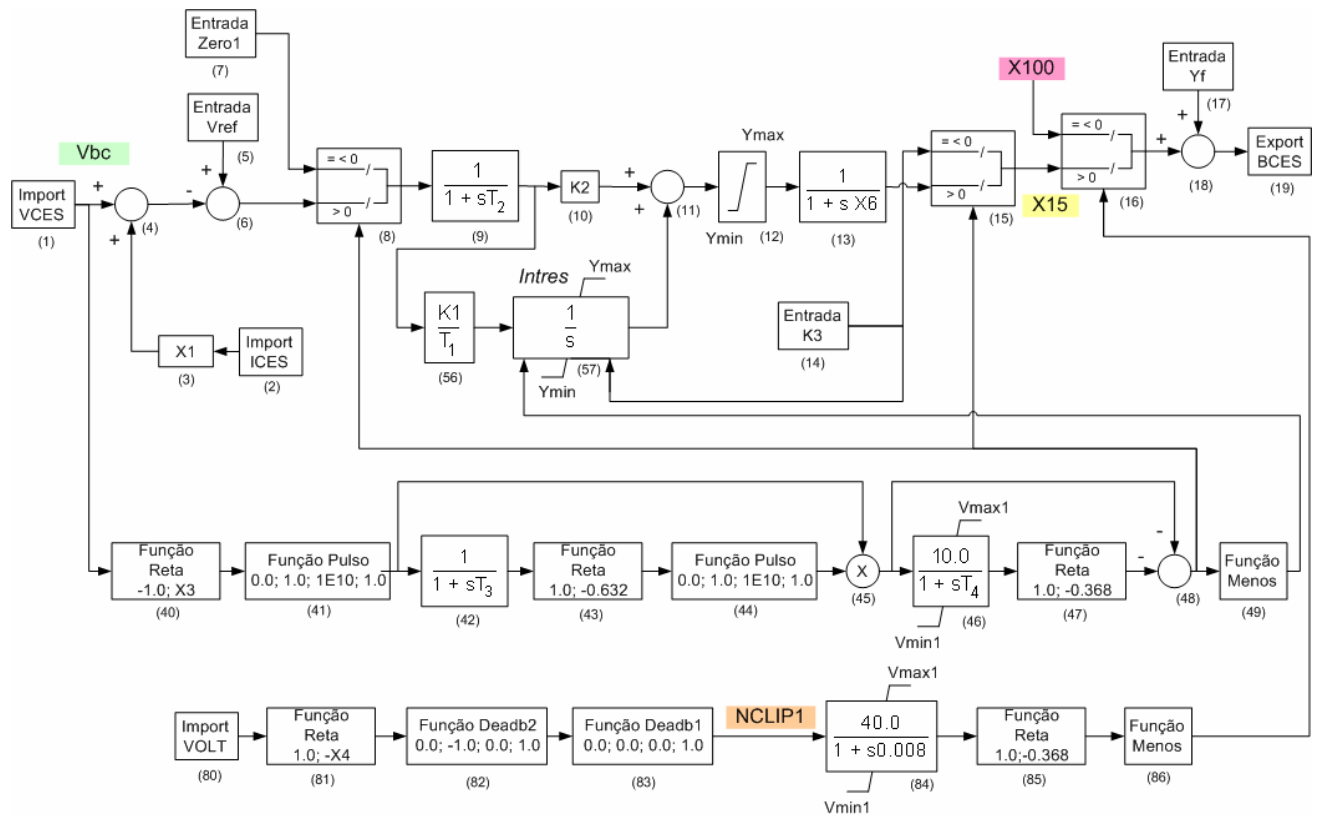 Entrada
Zero1
(7)
Entrada
Vref
(5)
Vbc
Import
VCES
(1)
+
+
(4)
-
+
(6)
= < 0
> 0
(8)
1
1 + sT2
(9)
K2
(10)
+
+
(11)
Ymax
Ymin
(12)
1
1 + s X6
(13)
= < 0
> 0
(15)
X100
X15
= < 0
> 0
(16)
Entrada
Yf
(17)
+
+
(18)
Export
BCES
(19)
X1
(3)
Import
ICES
(2)
K1
T1
(56)
Intres
Ymax
1
s
Ymin
(57)
Entrada
K3
(14)
Função
Reta
-1.0; X3
(40)
Função Pulso
0.0; 1.0; 1E10; 1.0
(41)
1
1 + sT3
(42)
Função
Reta
1.0; -0.632
(43)
Função Pulso
0.0; 1.0; 1E10; 1.0
(44)
X
(45)
Vmax1
10.0
1 + sT4
Vmin1
(46)
Função
Reta
1.0; -0.368
(47)
-
-
(48)
Função
Menos
(49)
Import
VOLT
(80)
Função
Reta
1.0; -X4
(81)
Função Deadb2
0.0; -1.0; 0.0; 1.0
(82)
Função Deadb1
0.0; 0.0; 0.0; 1.0
(83)
NCLIP1
Vmax1
40.0
1 + s0.008
Vmin1
(84)
Função
Reta
1.0;-0.368
(85)
Função
Menos
(86)